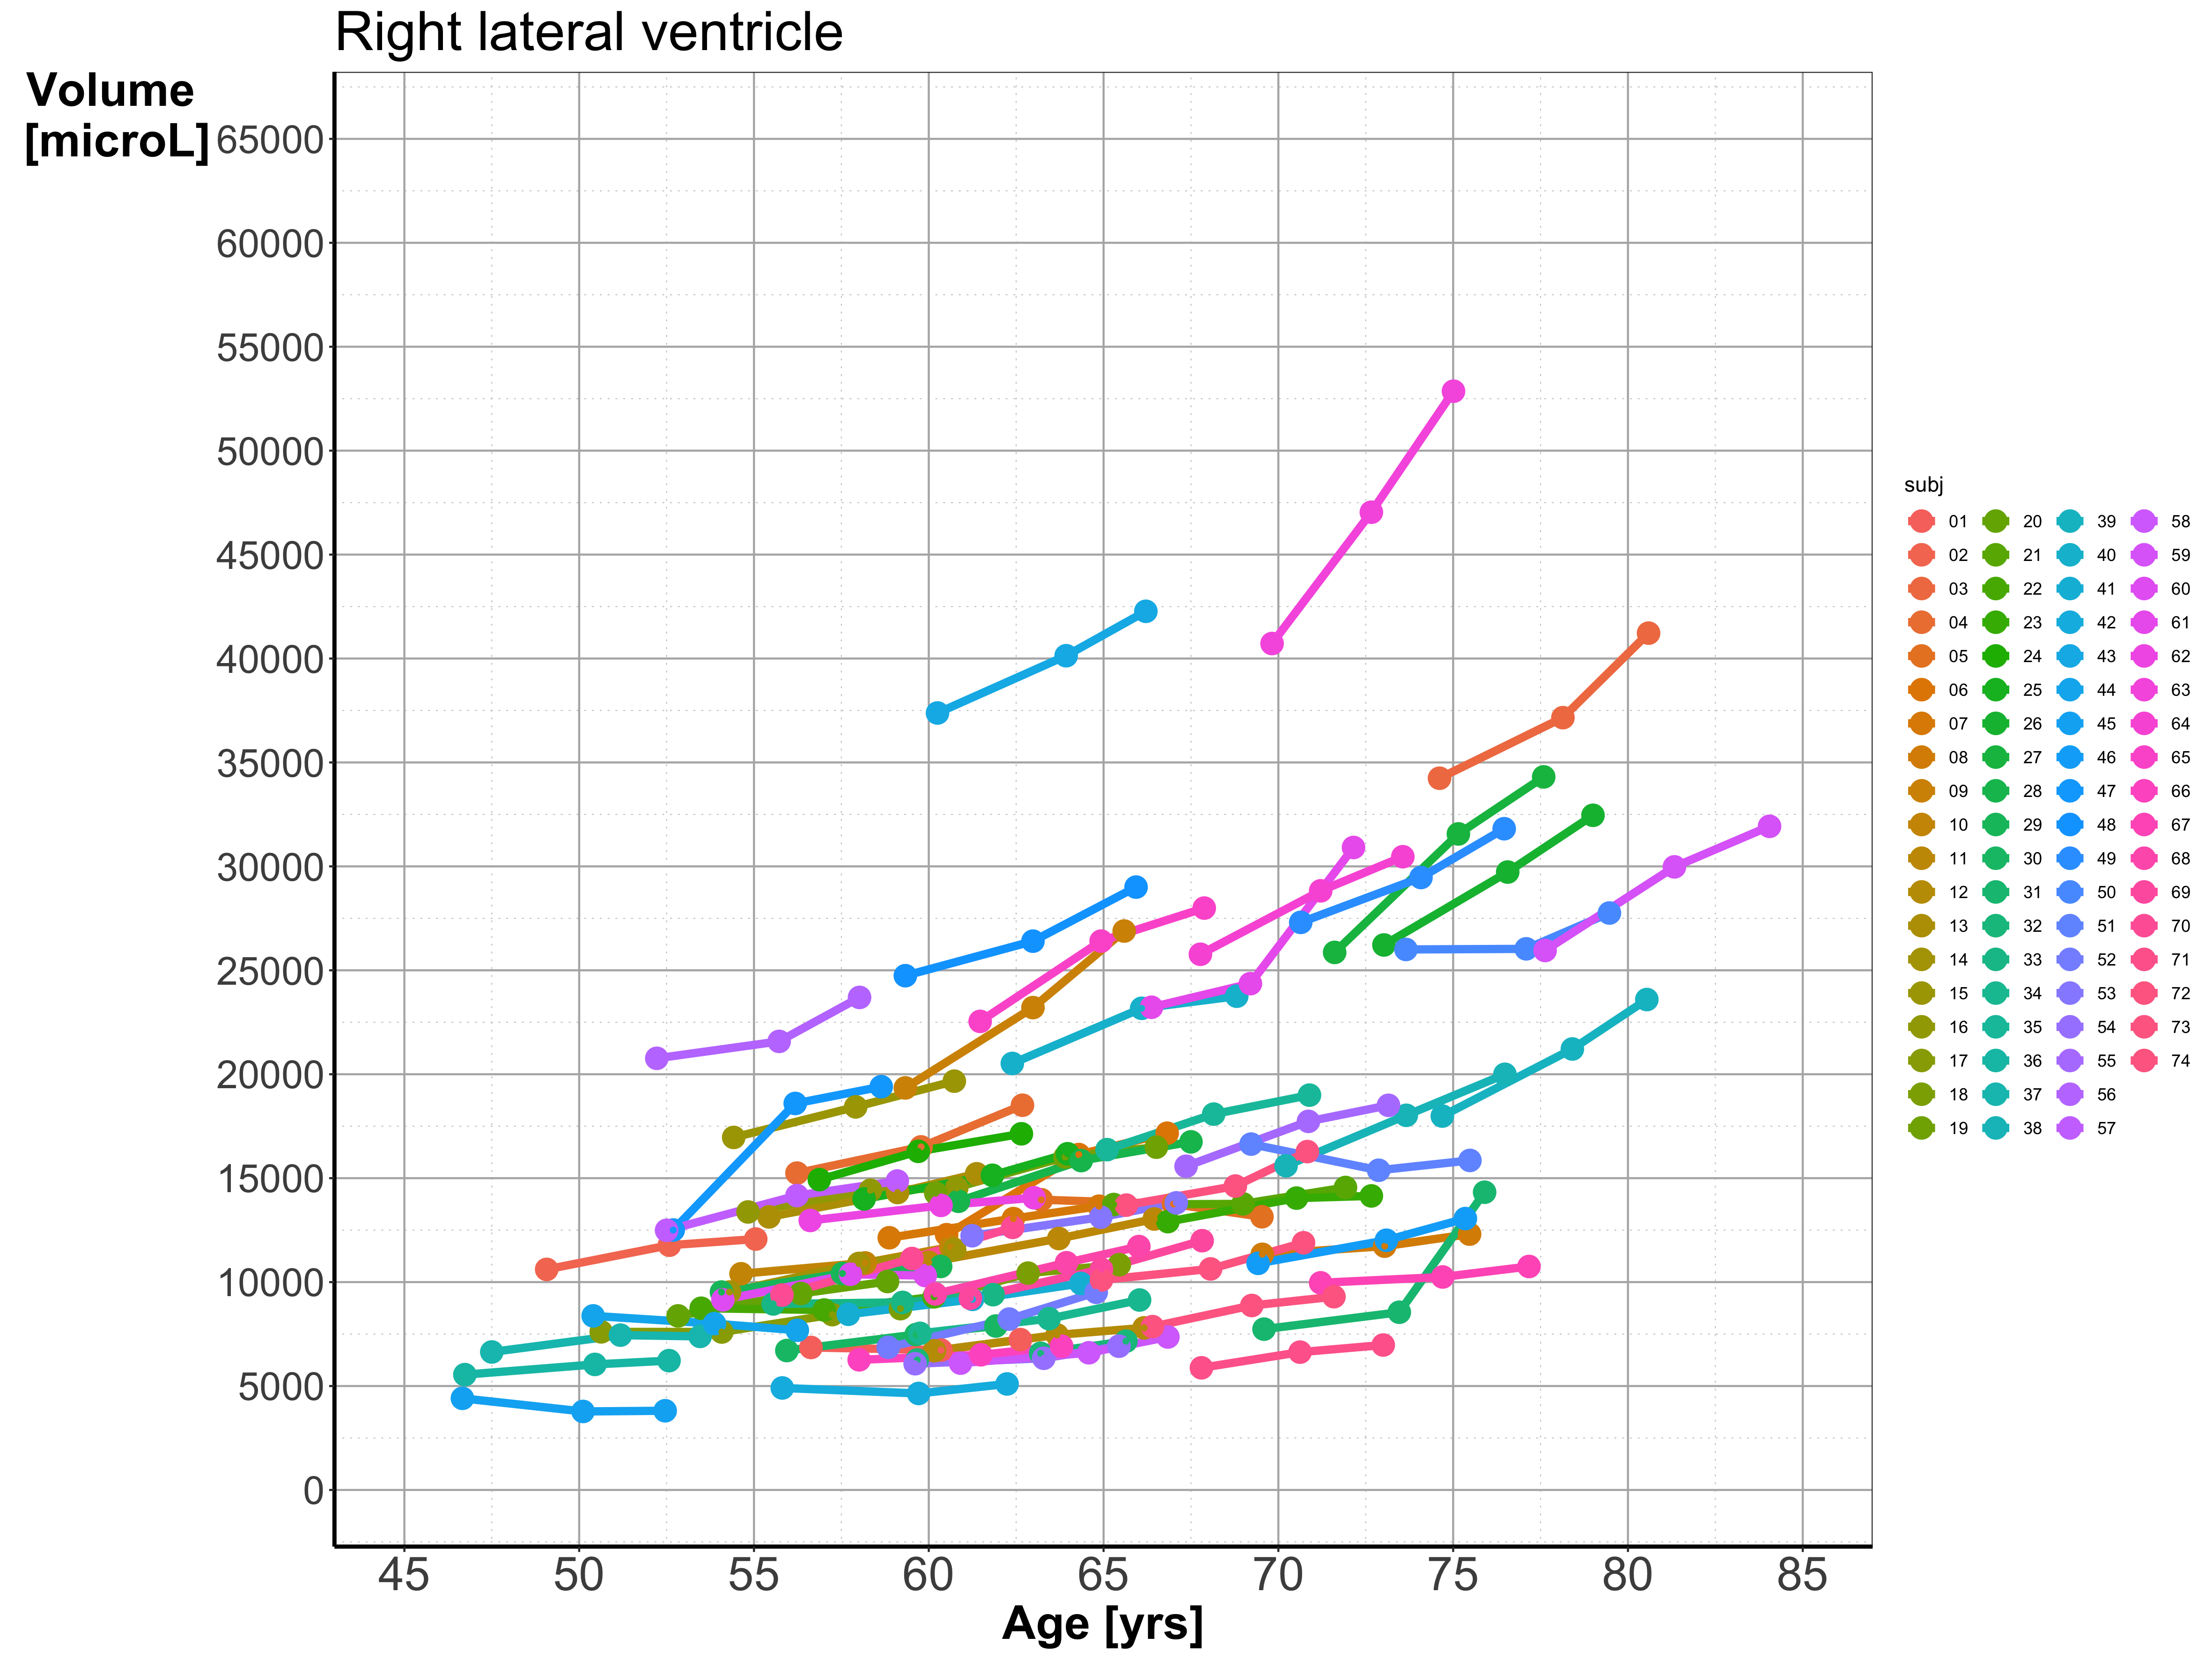 Right lateral ventricle
Volume
[microL]
65000
60000
55000
50000
45000
40000
35000
30000
25000
20000
15000
10000
5000
0
45 50 55 60 65 70 75 80 85
Age [yrs]
subj
01 20 39 58
02 21 40 59
03 22 41 60
04 23 42 61
05 24 43 62
06 25 44 63
07 26 45 64
08 27 46 65
09 28 47 66
10 29 48 67
11 30 49 68
12 31 50 69
13 32 51 70
14 33 52 71
15 34 53 72
16 35 54 73
17 36 55 74
18 37 56
19 38 57